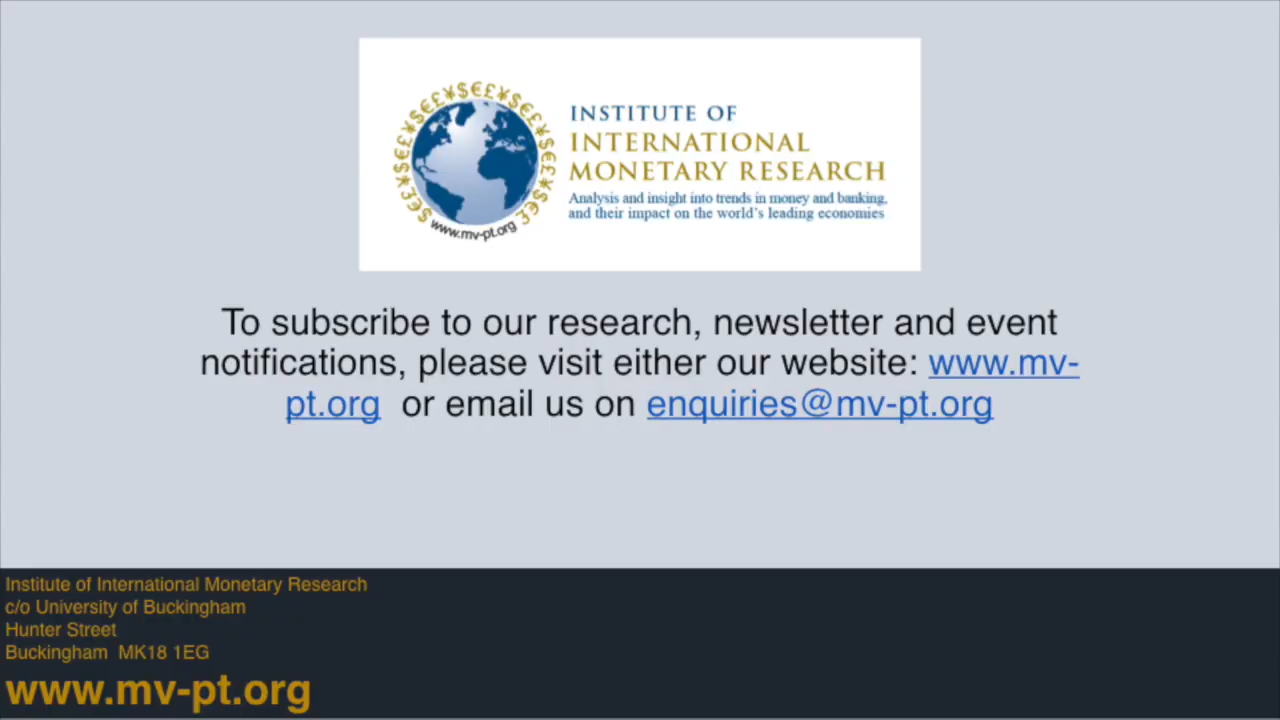 $€£¥$€£¥$€£¥$€£¥$€£
www.mv-pt.org
INSTITUTE OF
INTERNATIONAL
MONETARY RESEARCH
Analysis and insight into trends in money and banking,
and their impact on the world's leading economies
To subscribe to our research, newsletter and event
notifications, please visit either our website: www.mv-
pt.org or email us on enquiries@mv-pt.org
Institute of International Monetary Research
c/o University of Buckingham
Hunter Street
Buckingham MK18 1EG
www.mv-pt.org